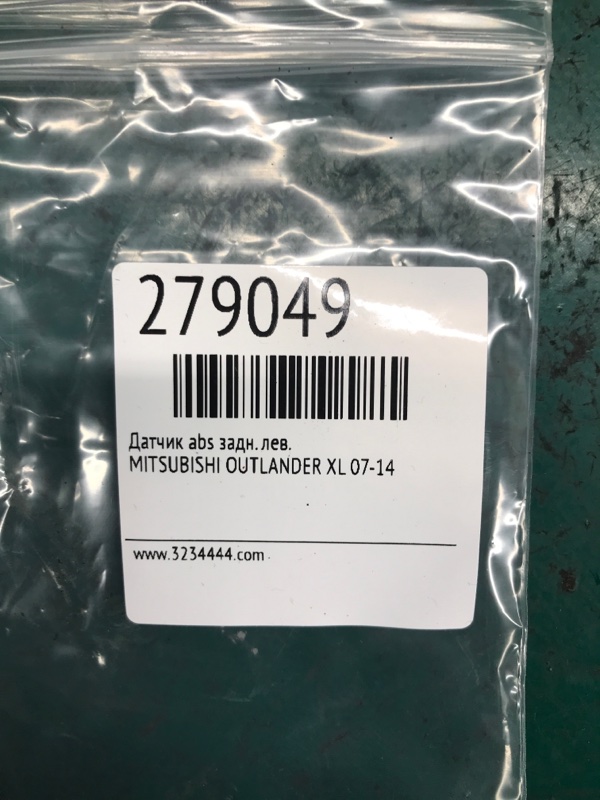 279049
Датчик abs задн. лев.
MITSUBISHI OUTLANDER XL 07-14
www.3234444.com